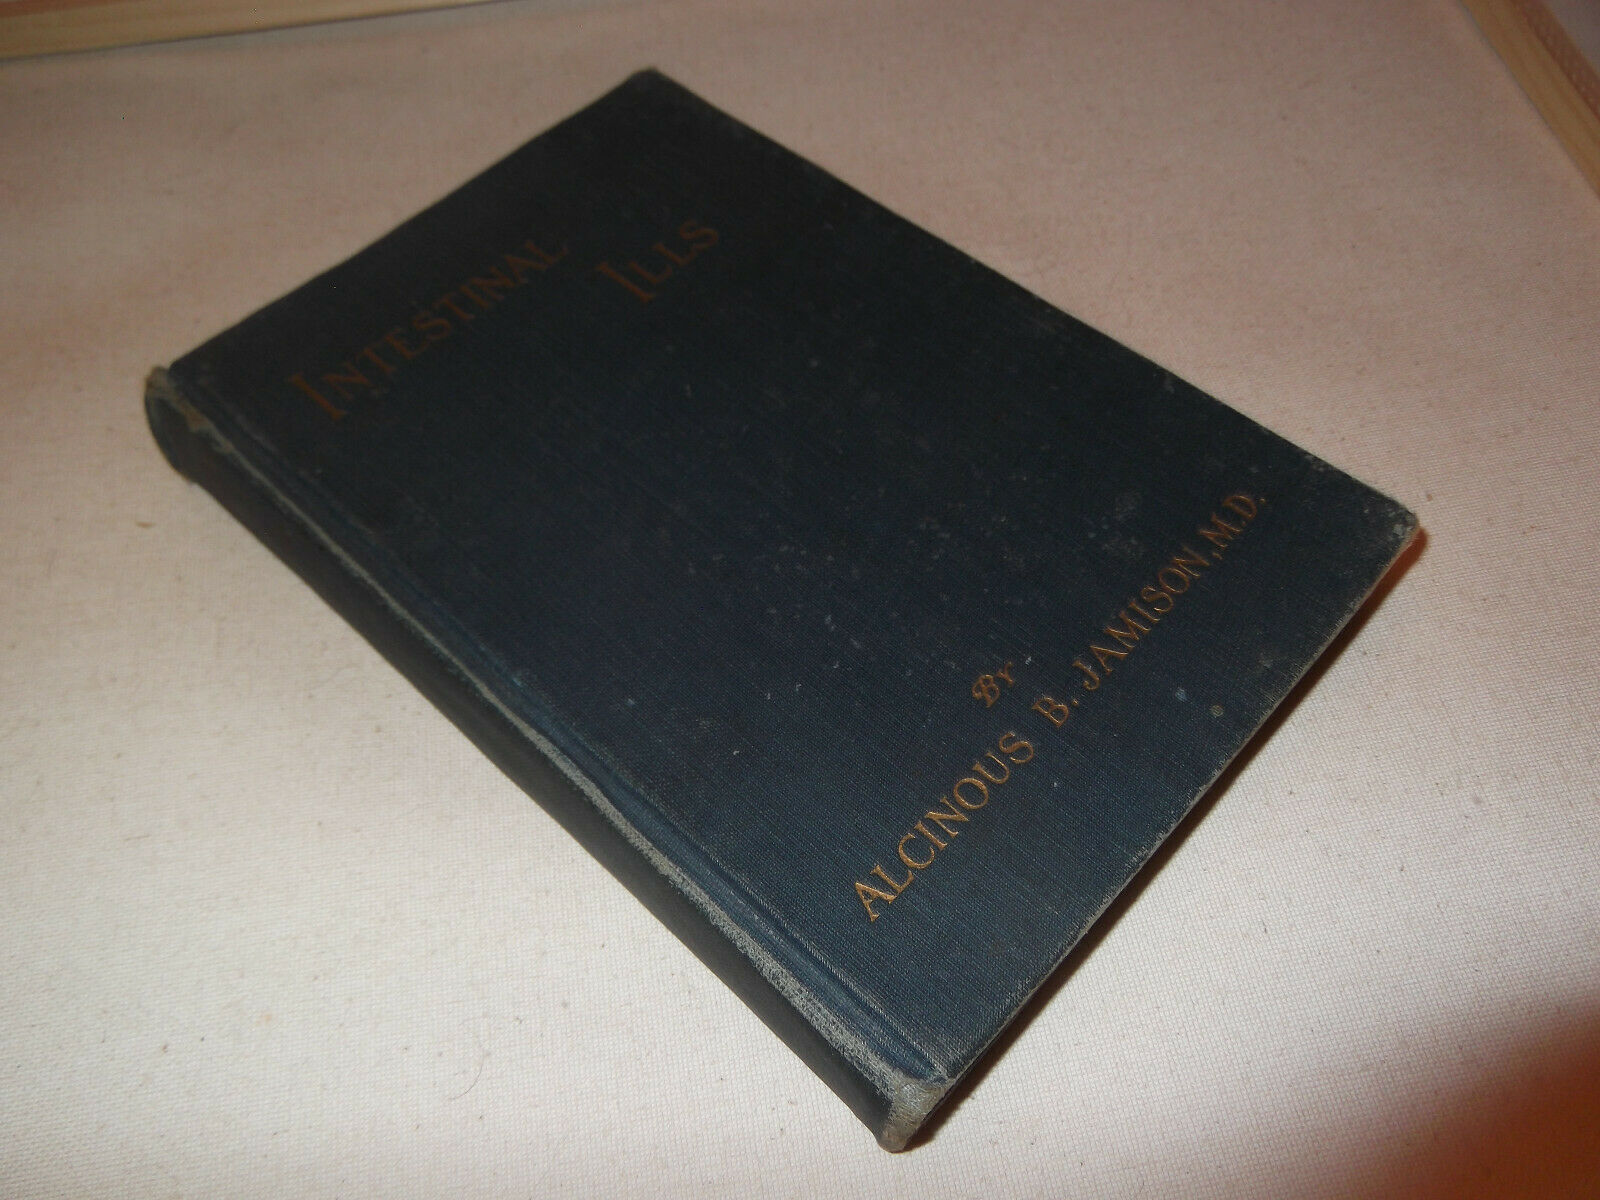 INTESTINAL
ILLS
By
ALCINOUS B. JAMISON, M.D.